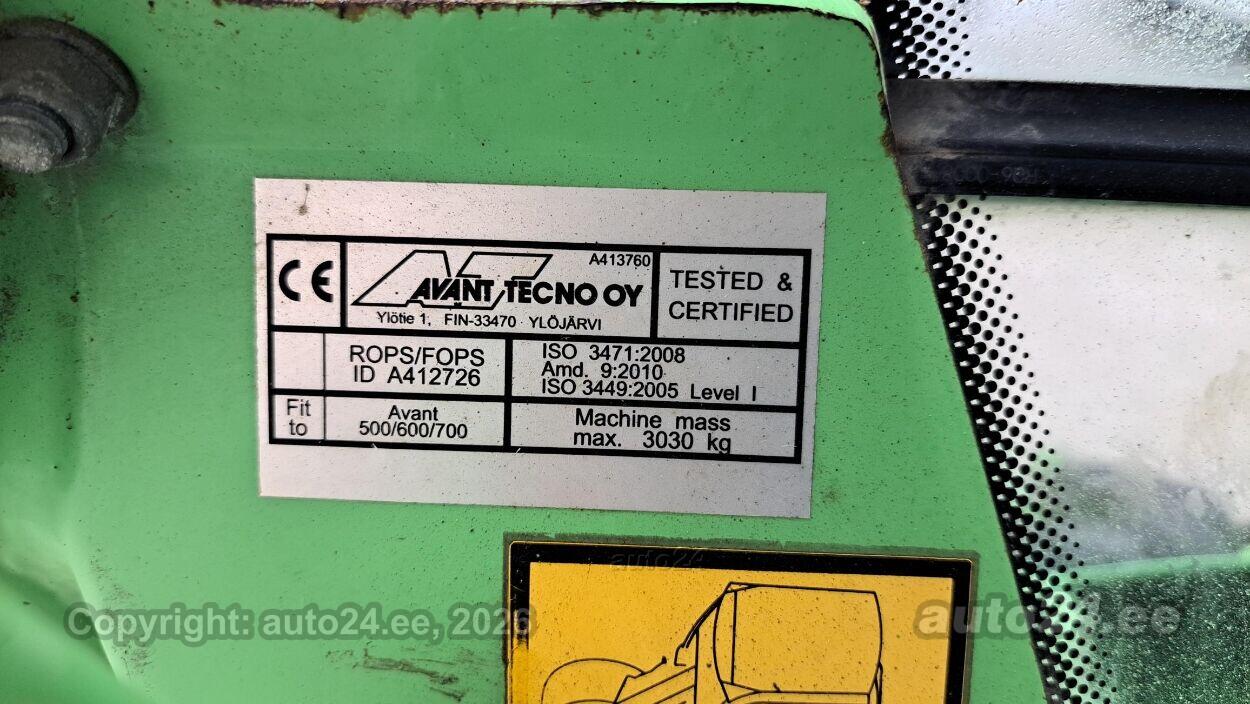 CE
A413760
AVANT TECNO OY
Ylötie 1, FIN-33470 YLÖJÄRVI
TESTED &
CERTIFIED
ROPS/FOPS
ID A412726
ISO 3471:2008
Amd. 9:2010
ISO 3449:2005 Level I
Fit
to
Avant
500/600/700
Machine mass
max. 3030 kg
auto24
Copyright: auto24.ee, 2026
auto24.ee